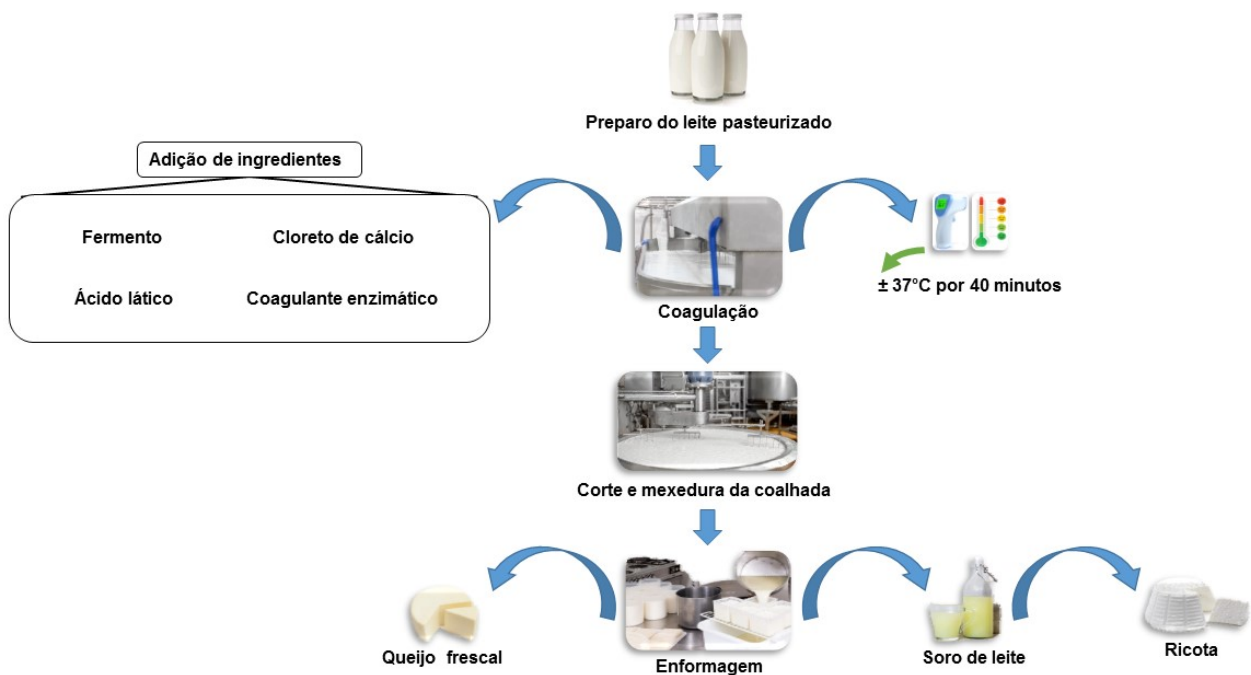 Preparo do leite pasteurizado
Adição de ingredientes
Fermento
Cloreto de cálcio
Ácido lático
Coagulante enzimático
± 37°C por 40 minutos
Coagulação
Corte e mexedura da coalhada
Queijo frescal
Enformagem
Soro de leite
Ricota